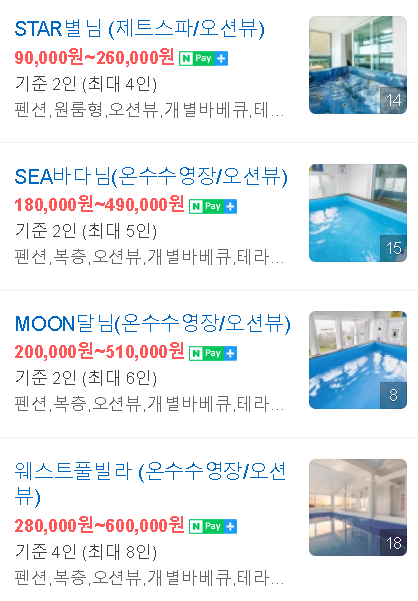 STAR별님 (제트스파/오션뷰)
90,000원~260,000원 N Pay +
기준 2인 (최대 4인)
펜션,원룸형,오션뷰,개별바베큐,테...
14
SEA바다님(온수수영장/오션뷰)
180,000원~490,000원 N Pay +
기준 2인 (최대 5인)
펜션,복층,오션뷰,개별바베큐,테라...
15
MOON달님(온수수영장/오션뷰)
200,000원~510,000원 N Pay +
기준 2인 (최대 6인)
펜션,복층,오션뷰,개별바베큐,테라...
8
웨스트풀빌라 (온수수영장/오션
뷰)
280,000원~600,000원 N Pay +
기준 4인 (최대 8인)
펜션,복층,오션뷰,개별바베큐,테라...
18